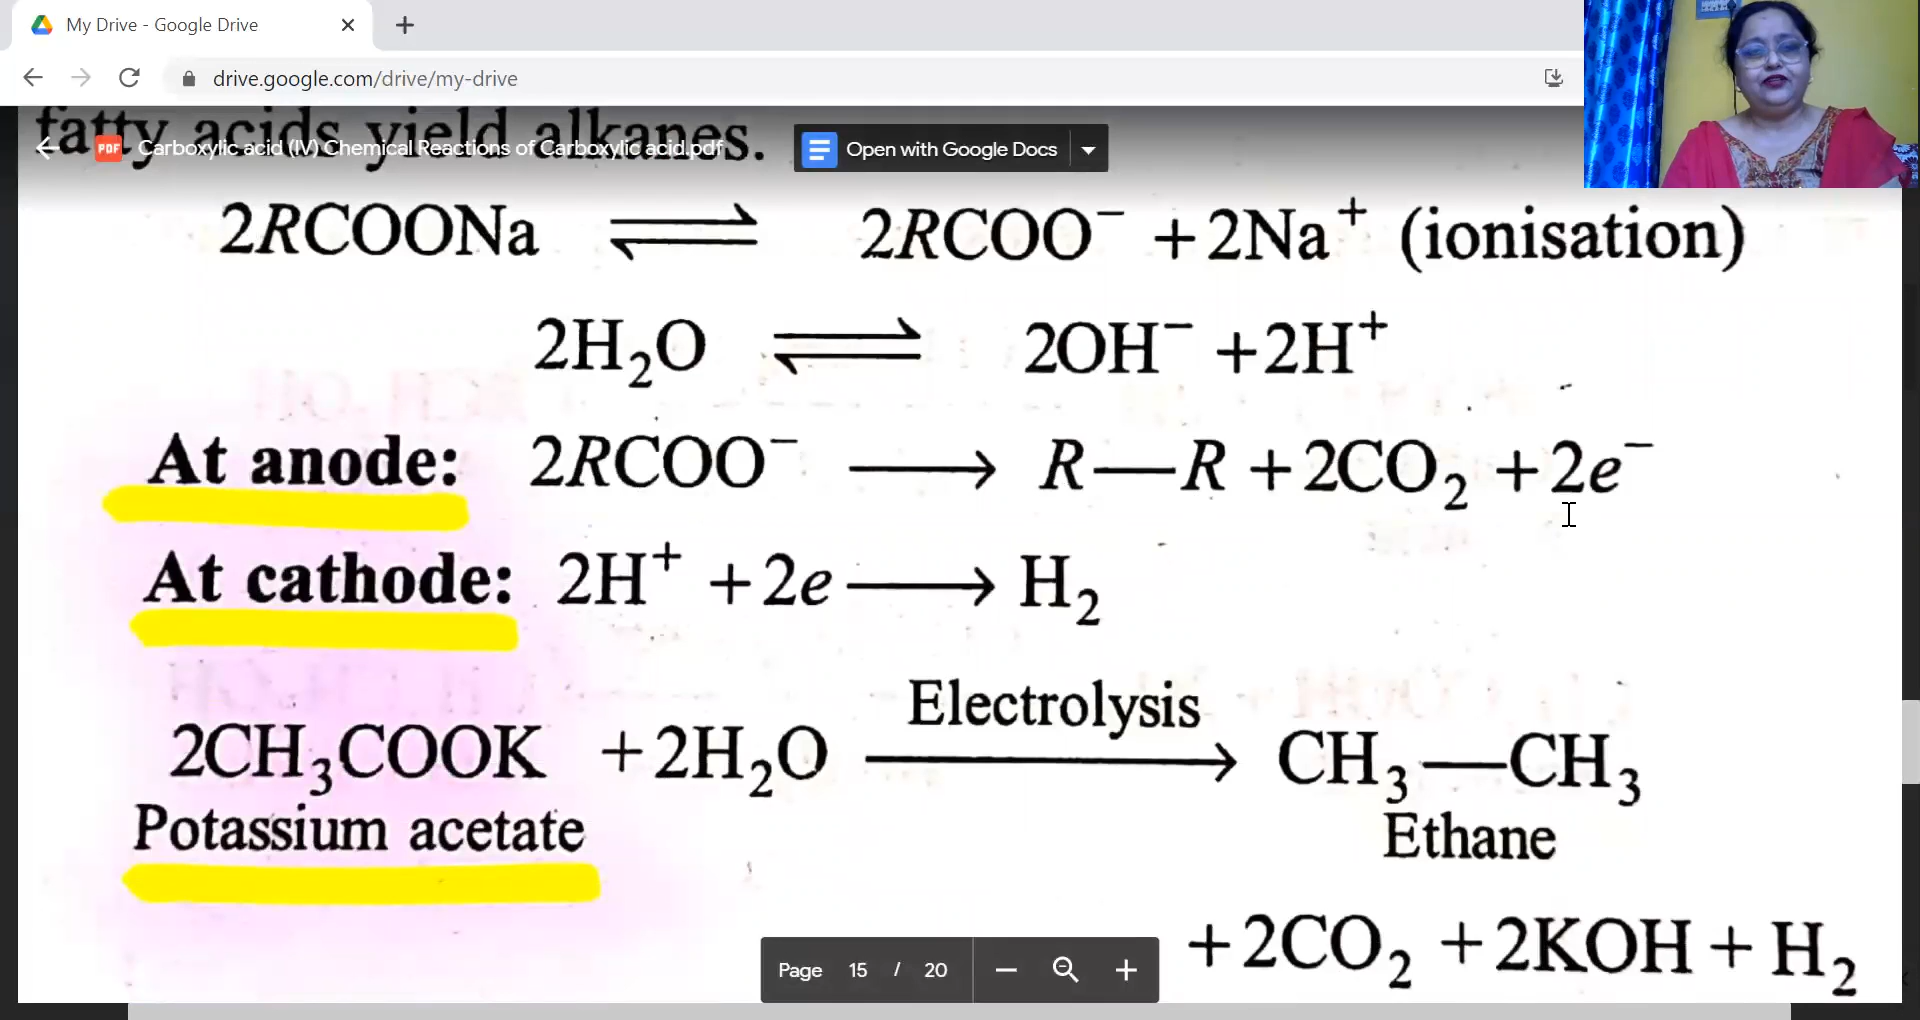 My Drive - Google Drive
drive.google.com/drive/my-drive
fatty acids yield alkanes.
PDF Carboxylic acid (IV) Chemical Reactions of Carboxylic acid.pdf
Open with Google Docs
2RCOONa ⇌ 2RCOO⁻ + 2Na⁺ (ionisation)
2H₂O ⇌ 2OH⁻ + 2H⁺
At anode: 2RCOO⁻ ⟶ R—R + 2CO₂ + 2e⁻
At cathode: 2H⁺ + 2e ⟶ H₂
Electrolysis
2CH₃COOK + 2H₂O ⟶ CH₃—CH₃
Potassium acetate Ethane
+ 2CO₂ + 2KOH + H₂
Page 15 / 20